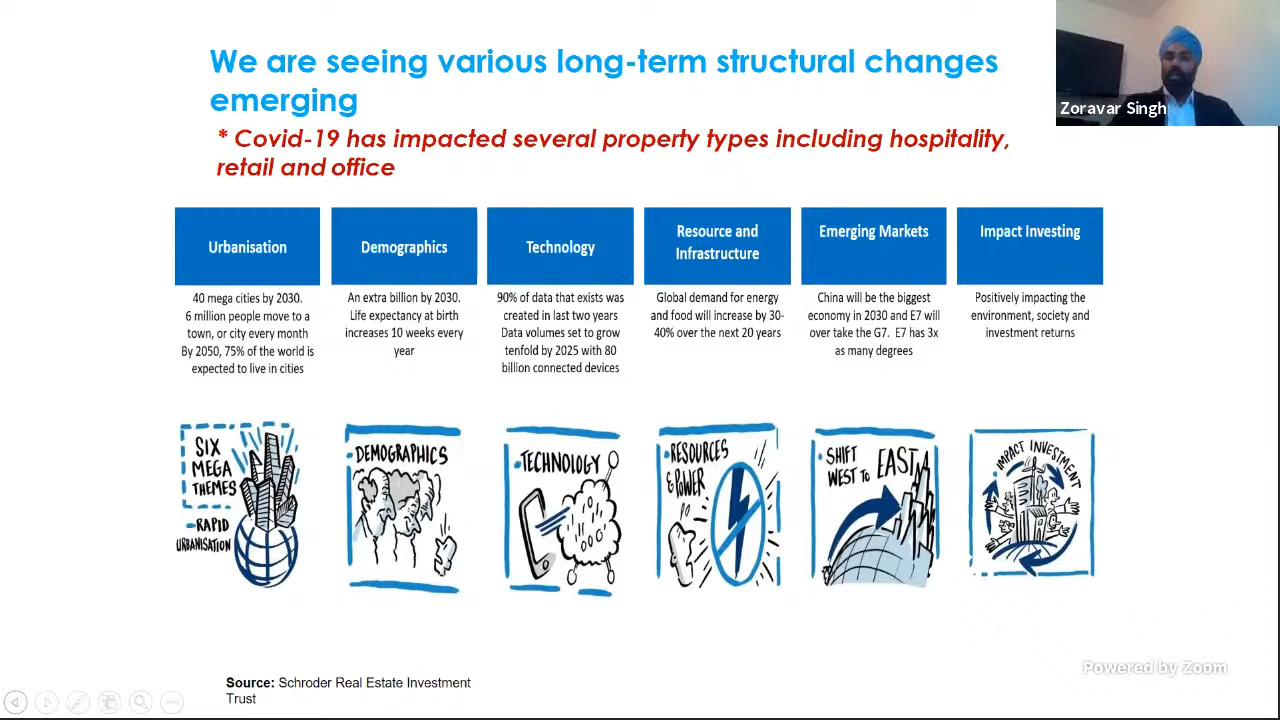 We are seeing various long-term structural changes
emerging
* Covid-19 has impacted several property types including hospitality,
retail and office
Zoravar Singh
Urbanisation
40 mega cities by 2030.
6 million people move to a
town, or city every month
By 2050, 75% of the world is
expected to live in cities
Demographics
An extra billion by 2030.
Life expectancy at birth
increases 10 weeks every
year
Technology
90% of data that exists was
created in last two years
Data volumes set to grow
tenfold by 2025 with 80
billion connected devices
Resource and
Infrastructure
Global demand for energy
and food will increase by 30-
40% over the next 20 years
Emerging Markets
China will be the biggest
economy in 2030 and E7 will
over take the G7. E7 has 3x
as many degrees
Impact Investing
Positively impacting the
environment, society and
investment returns
SIX
MEGA
THEMES
-RAPID
URBANISATION
•DEMOGRAPHICS
•TECHNOLOGY
•RESOURCES
& POWER
•SHIFT
WEST TO EAST
•IMPACT INVESTMENT
Source: Schroder Real Estate Investment
Trust
Powered by Zoom